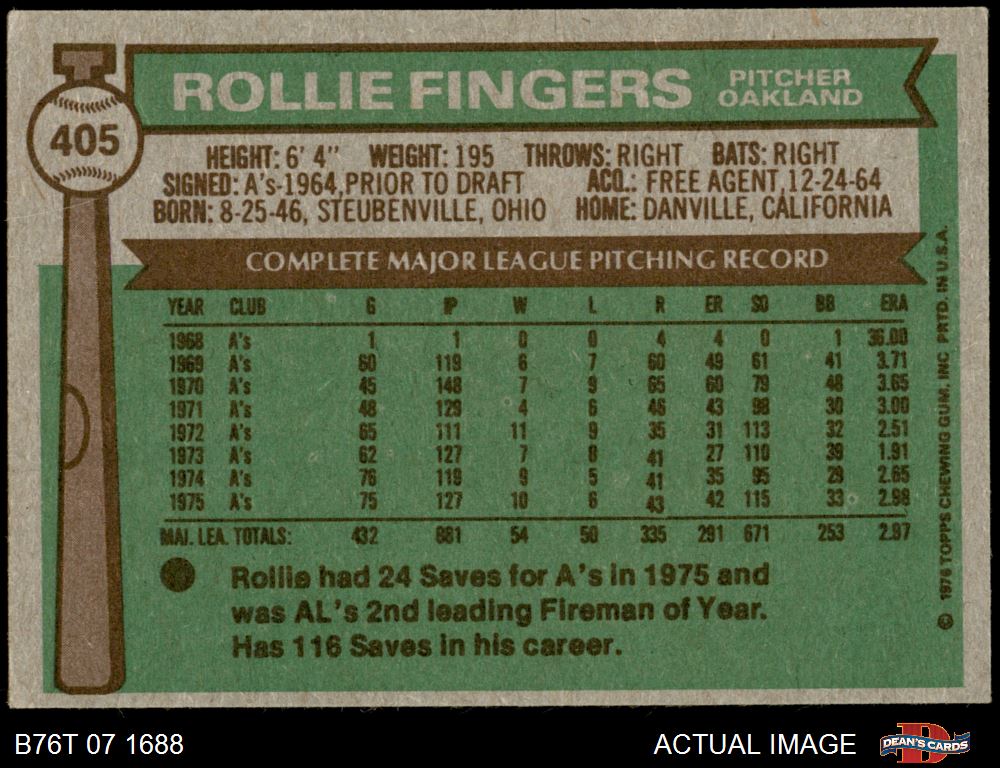 405
ROLLIE FINGERS PITCHER OAKLAND
HEIGHT: 6' 4" WEIGHT: 195 THROWS: RIGHT BATS: RIGHT
SIGNED: A's-1964, PRIOR TO DRAFT ACQ.: FREE AGENT, 12-24-64
BORN: 8-25-46, STEUBENVILLE, OHIO HOME: DANVILLE, CALIFORNIA
COMPLETE MAJOR LEAGUE PITCHING RECORD
YEAR CLUB G IP W L R ER SO BB ERA
1968 A's 1 1 0 0 4 4 0 1 36.00
1969 A's 60 119 6 7 60 49 61 41 3.71
1970 A's 45 148 7 9 65 60 79 48 3.65
1971 A's 48 129 4 6 46 43 98 30 3.00
1972 A's 65 111 11 9 35 31 113 32 2.51
1973 A's 62 127 7 8 41 27 110 39 1.91
1974 A's 76 119 9 5 41 35 95 29 2.65
1975 A's 75 127 10 6 43 42 115 33 2.98
MAJ. LEA. TOTALS: 432 881 54 50 335 291 671 253 2.97
Rollie had 24 Saves for A's in 1975 and
was AL's 2nd leading Fireman of Year.
Has 116 Saves in his career.
© 1976 TOPPS CHEWING GUM, INC PRTD. IN U.S.A.
B76T 07 1688 ACTUAL IMAGE DEAN'S CARDS